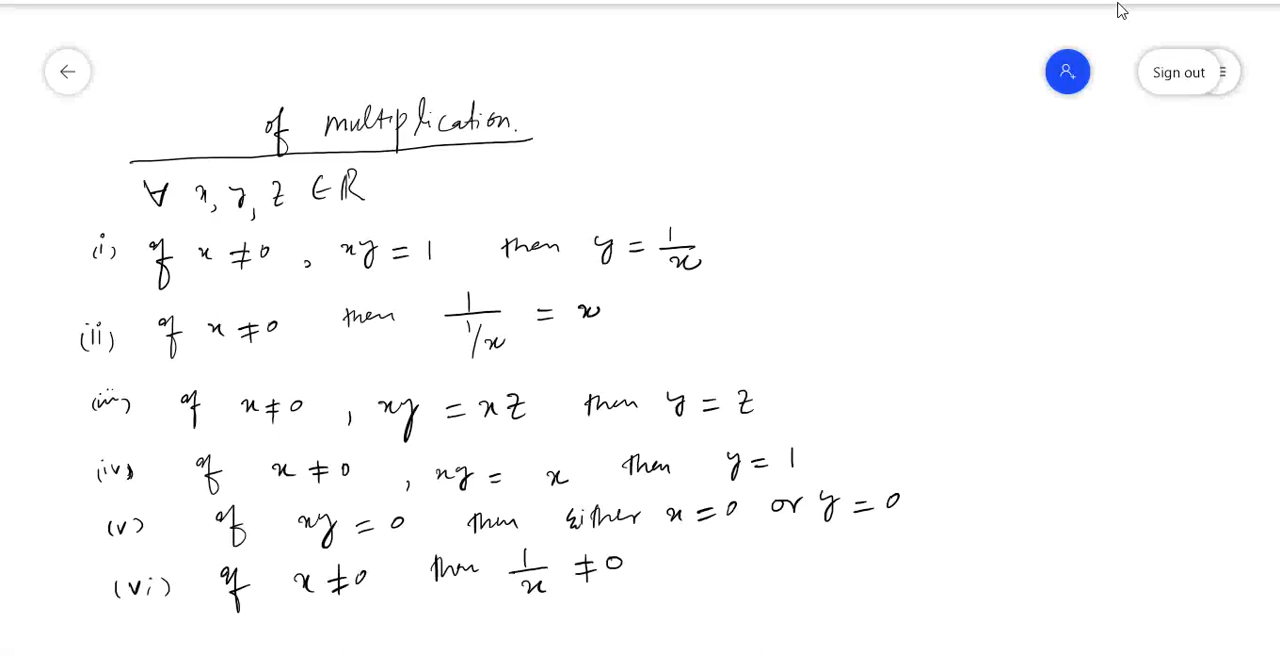 Sign out
of multiplication.
∀ x, y, z ∈ ℝ
(i) If x ≠ 0, xy = 1 then y = 1/x
(ii) If x ≠ 0 then 1/(1/x) = x
(iii) If x ≠ 0, xy = xz then y = z
(iv) If x ≠ 0, xy = x then y = 1
(v) If xy = 0 then either x = 0 or y = 0
(vi) If x ≠ 0 then 1/x ≠ 0